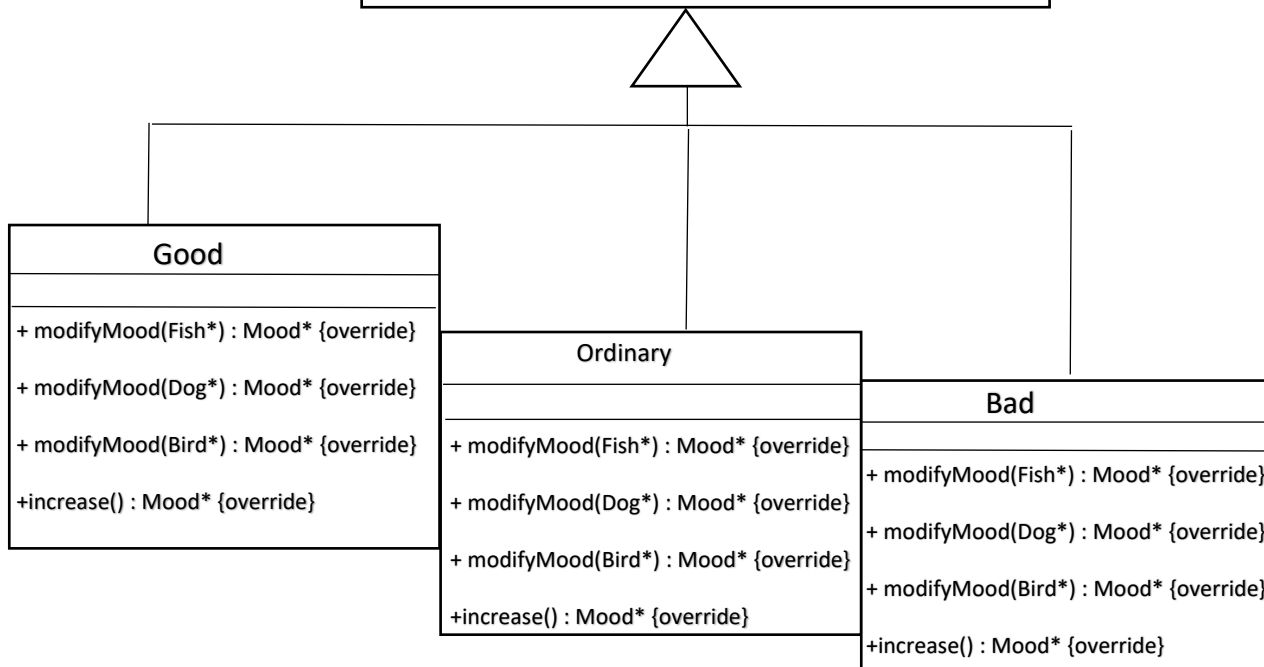 Good
+ modifyMood(Fish*) : Mood* {override}
+ modifyMood(Dog*) : Mood* {override}
+ modifyMood(Bird*) : Mood* {override}
+increase() : Mood* {override}
Ordinary
+ modifyMood(Fish*) : Mood* {override}
+ modifyMood(Dog*) : Mood* {override}
+ modifyMood(Bird*) : Mood* {override}
+increase() : Mood* {override}
Bad
+ modifyMood(Fish*) : Mood* {override}
+ modifyMood(Dog*) : Mood* {override}
+ modifyMood(Bird*) : Mood* {override}
+increase() : Mood* {override}